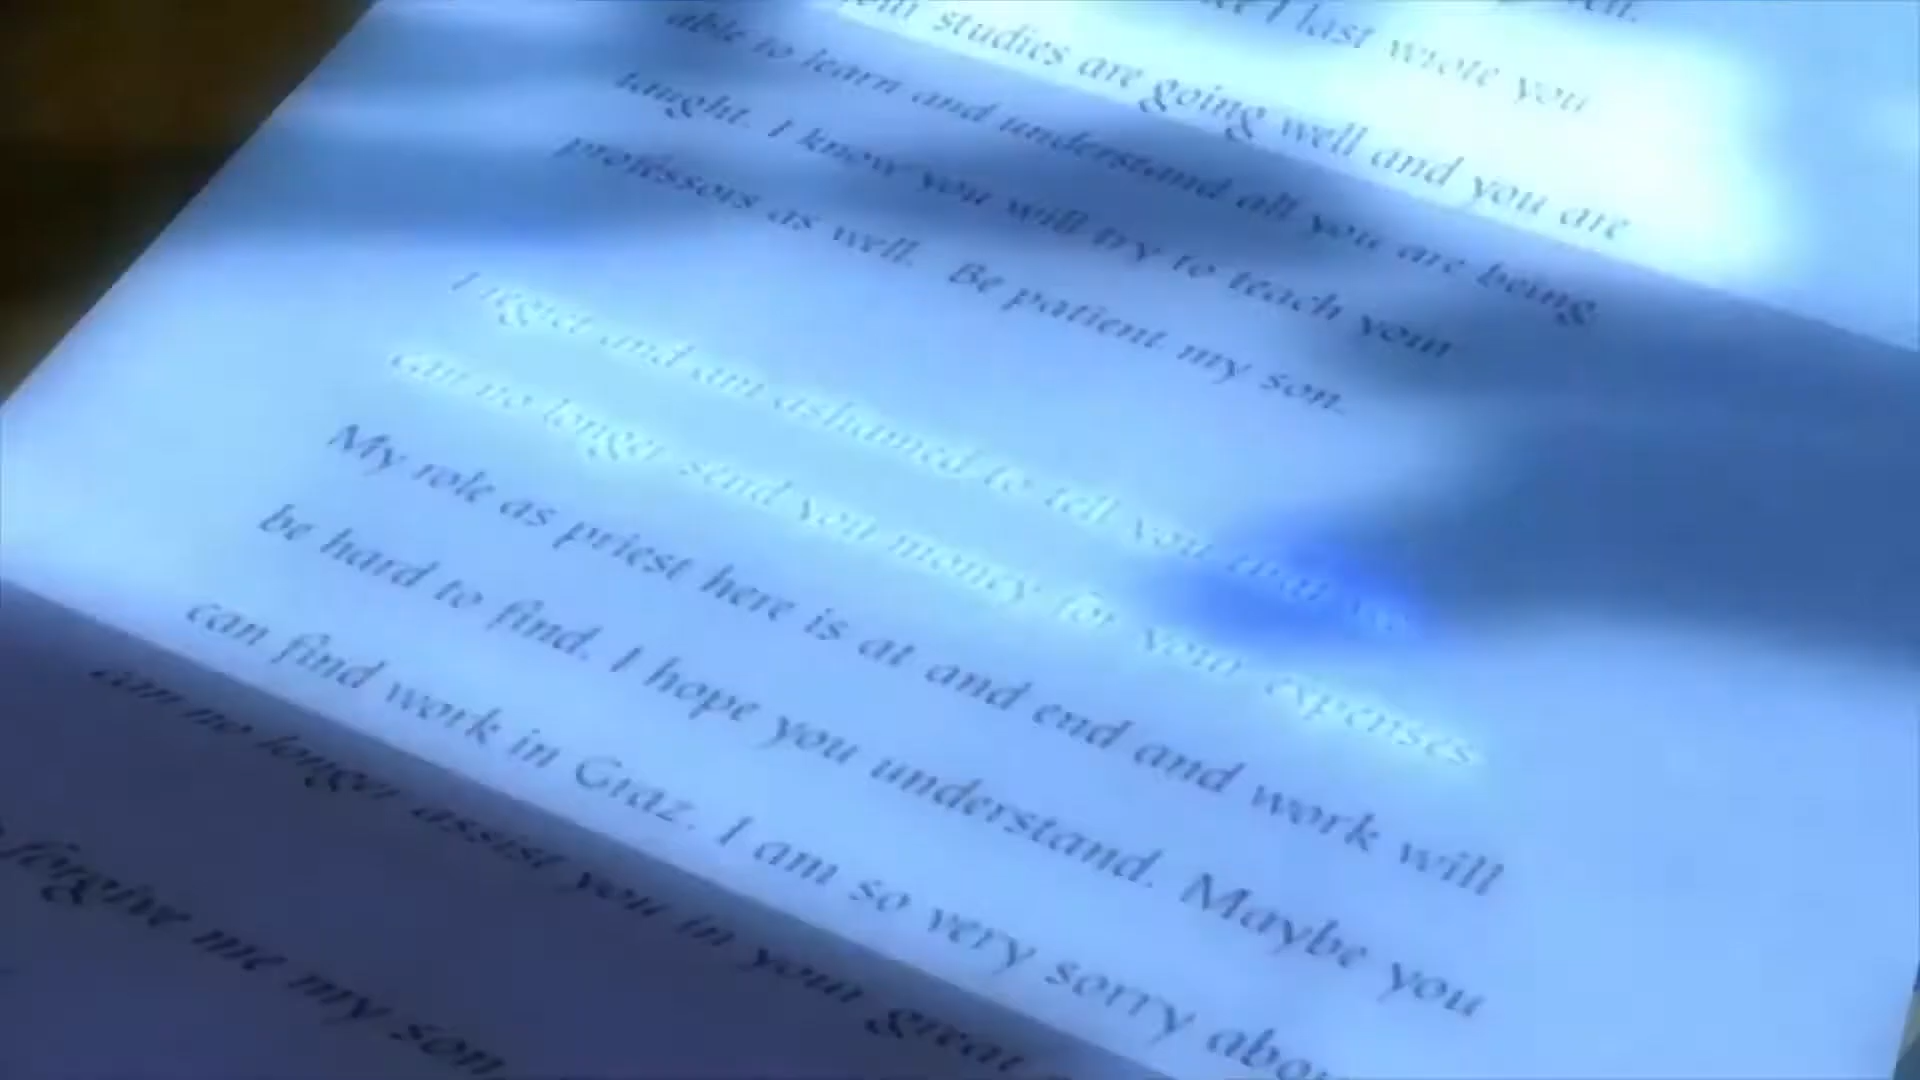 I last wrote you
studies are going well and you are
able to learn and understand all you are being
taught. I know you will try to teach your
professors as well. Be patient my son.
I regret and am ashamed to tell you that we
can no longer send you money for your expenses
My role as priest here is at and end and work will
be hard to find. I hope you understand. Maybe you
can find work in Graz. I am so very sorry
can no longer assist you in your great
forgive me my son